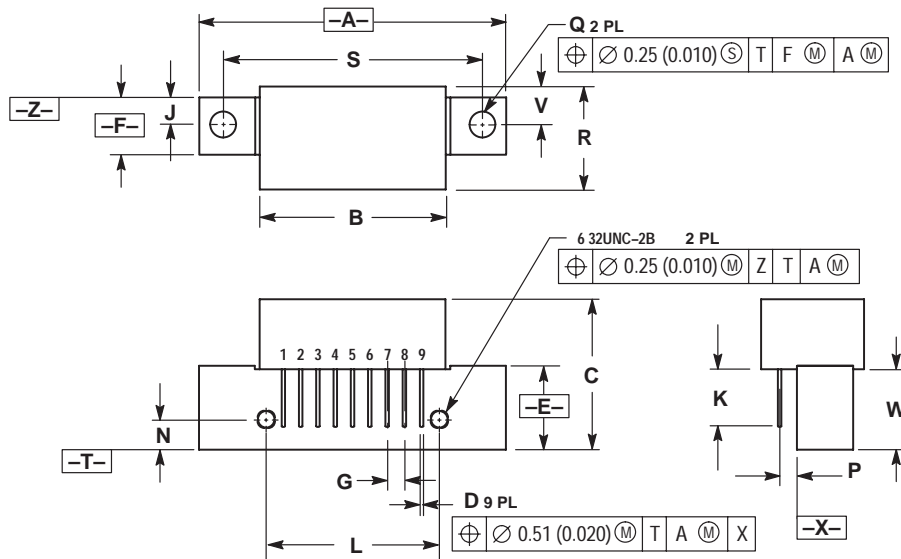 –A–
Q 2 PL
S
⌖ ∅ 0.25 (0.010) Ⓢ T F Ⓜ A Ⓜ
–Z–
J
–F–
V
R
B
6 32UNC–2B 2 PL
⌖ ∅ 0.25 (0.010) Ⓜ Z T A Ⓜ
1 2 3 4 5 6 7 8 9
C
K
–E–
W
N
–T–
P
G
D 9 PL
–X–
L
⌖ ∅ 0.51 (0.020) Ⓜ T A Ⓜ X